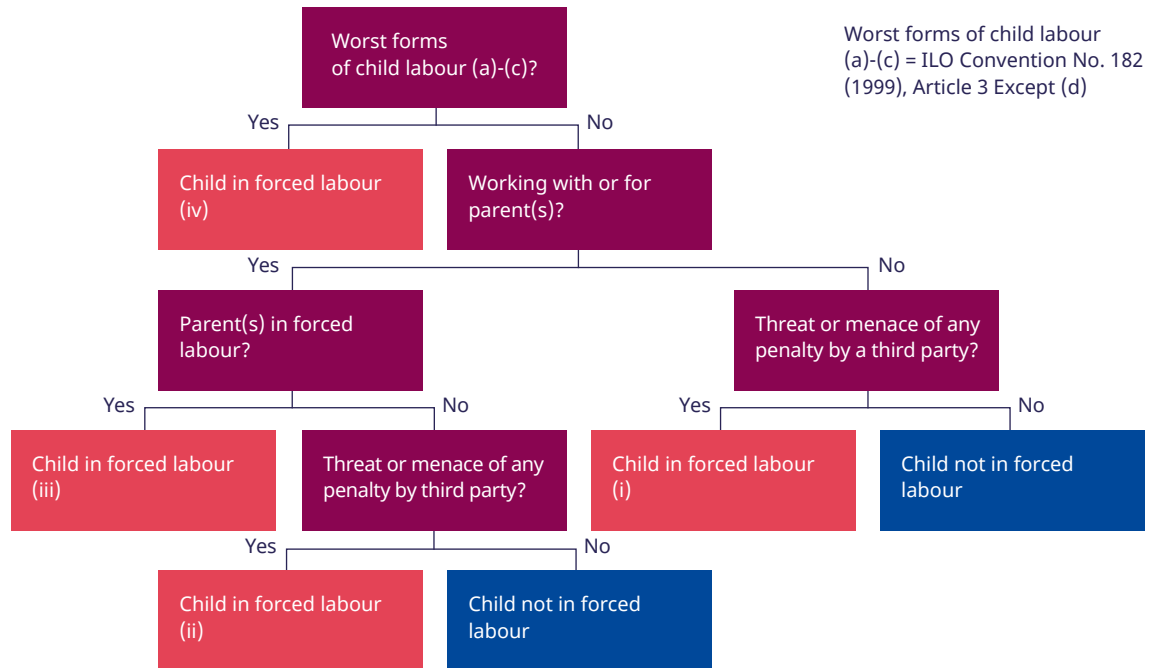 Worst forms
of child labour (a)-(c)?
Worst forms of child labour
(a)-(c) = ILO Convention No. 182
(1999), Article 3 Except (d)
Yes
No
Child in forced labour
(iv)
Working with or for
parent(s)?
Yes
No
Parent(s) in forced
labour?
Threat or menace of any
penalty by a third party?
Yes
No
Yes
No
Child in forced labour
(iii)
Threat or menace of any
penalty by third party?
Child in forced labour
(i)
Child not in forced
labour
Yes
No
Child in forced labour
(ii)
Child not in forced
labour